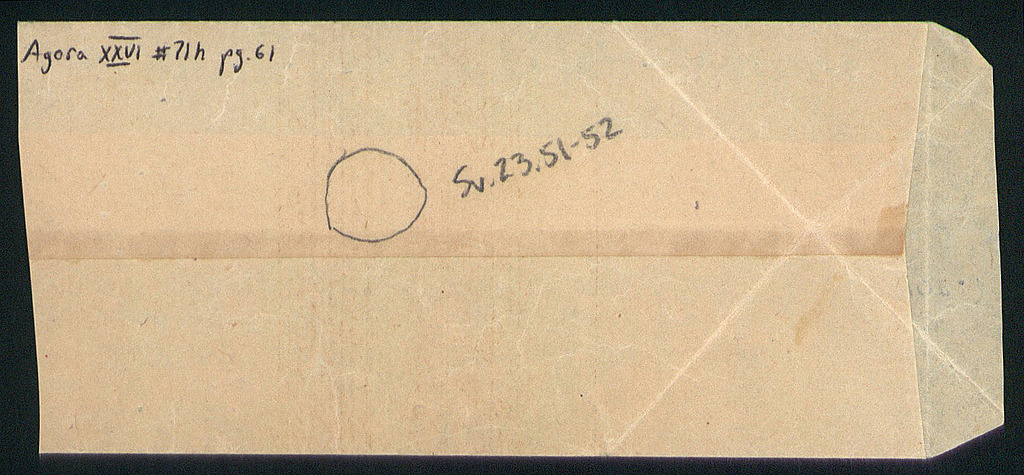 Agora XXVI #71h pg.61
Sv. 23.51-52